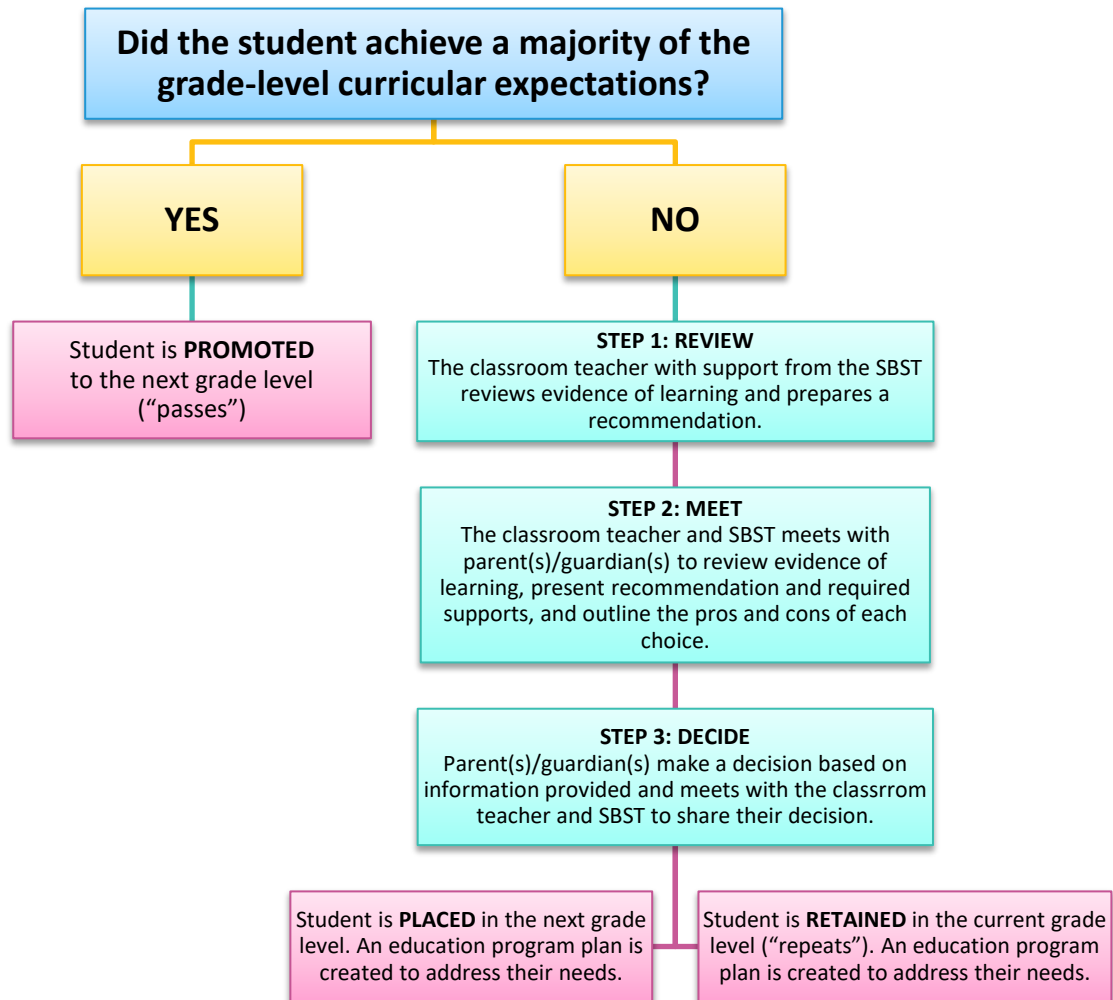 Did the student achieve a majority of the
grade-level curricular expectations?
YES
NO
Student is PROMOTED
to the next grade level
(“passes”)
STEP 1: REVIEW
The classroom teacher with support from the SBST
reviews evidence of learning and prepares a
recommendation.
STEP 2: MEET
The classroom teacher and SBST meets with
parent(s)/guardian(s) to review evidence of
learning, present recommendation and required
supports, and outline the pros and cons of each
choice.
STEP 3: DECIDE
Parent(s)/guardian(s) make a decision based on
information provided and meets with the classrrom
teacher and SBST to share their decision.
Student is PLACED in the next grade
level. An education program plan is
created to address their needs.
Student is RETAINED in the current grade
level (“repeats”). An education program
plan is created to address their needs.